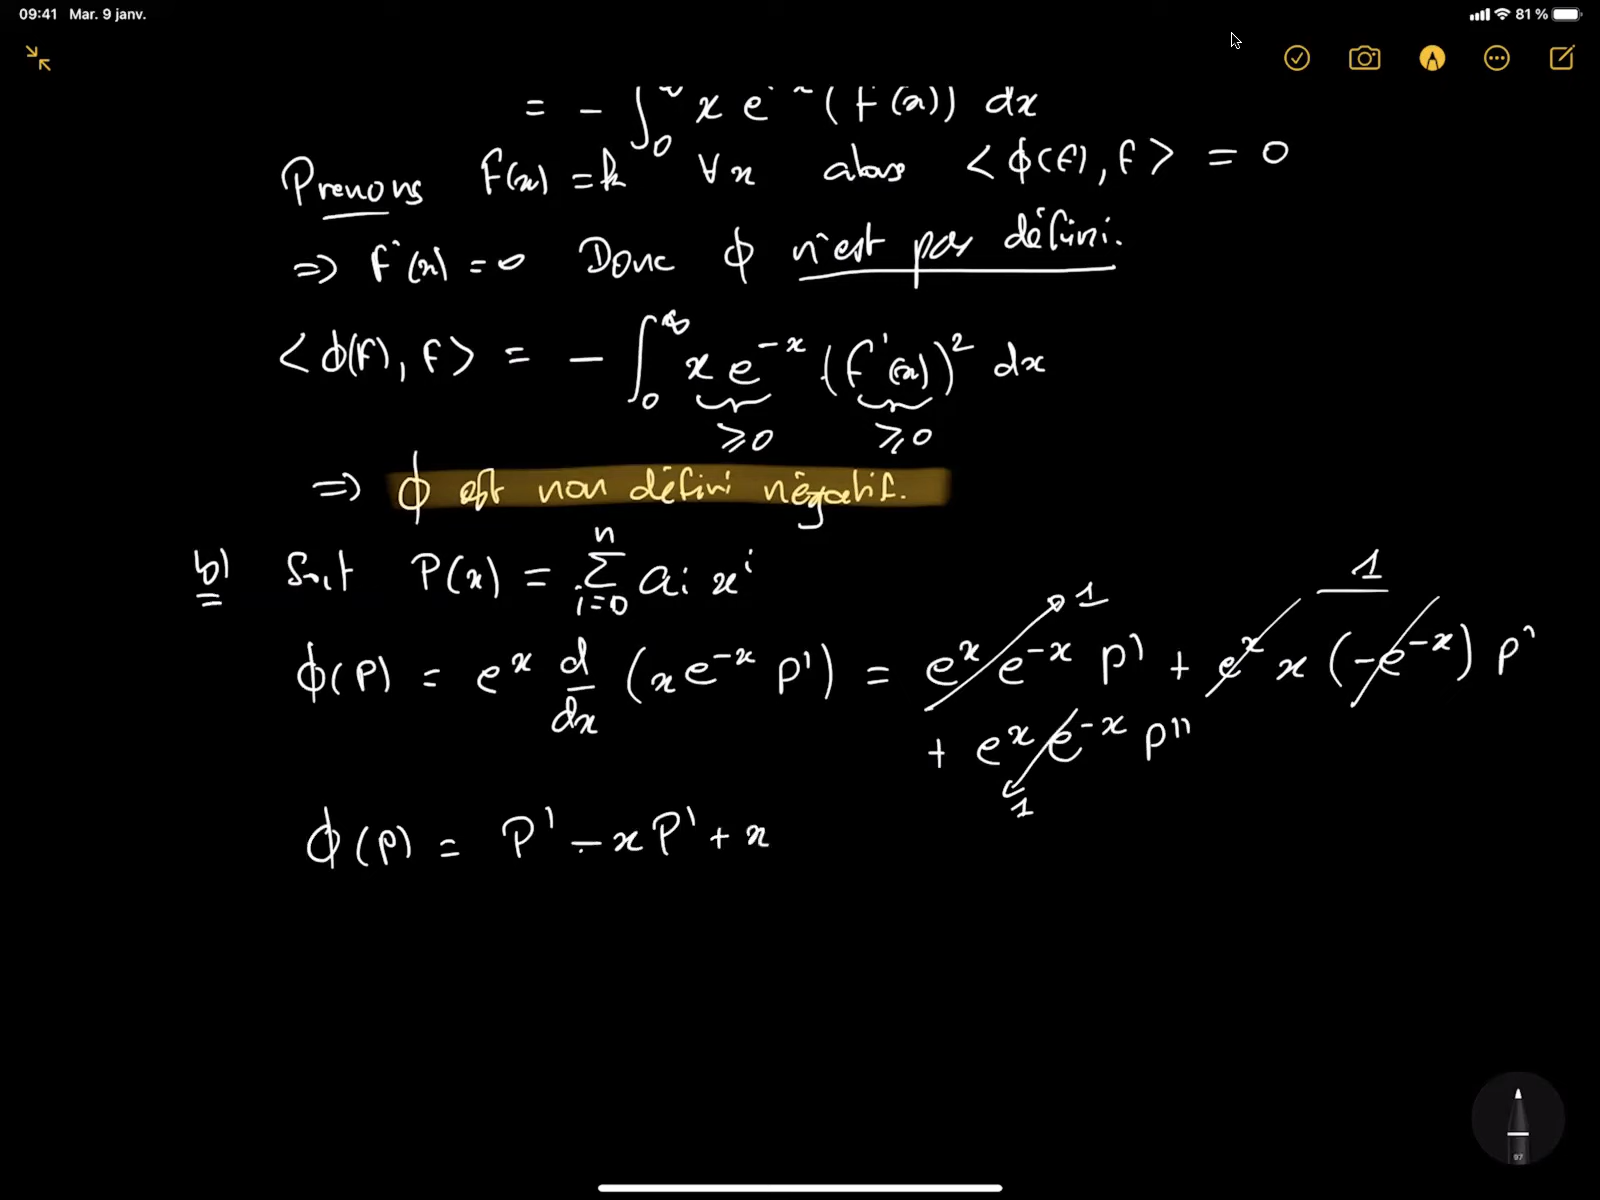 09:41 Mar. 9 janv. 81 %
= - ∫₀ x e (f'(x)) dx
Prenons f(x) = k ∀x alors <ϕ(f), f> = 0
=> f'(x) = 0 Donc ϕ n'est pas défini.
<ϕ(f), f> = - ∫₀^∞ x e^{-x} (f'(x))² dx
≥0 ≥0
=> ϕ est non défini négatif.
b) Soit P(x) = Σ_{i=0}^{n} ai x^i
1 1
ϕ(P) = e^x d/dx (x e^{-x} P') = e^x e^{-x} P' + e^x x (-e^{-x}) P'
+ e^x e^{-x} P''
1
ϕ(P) = P' - xP' + x
97